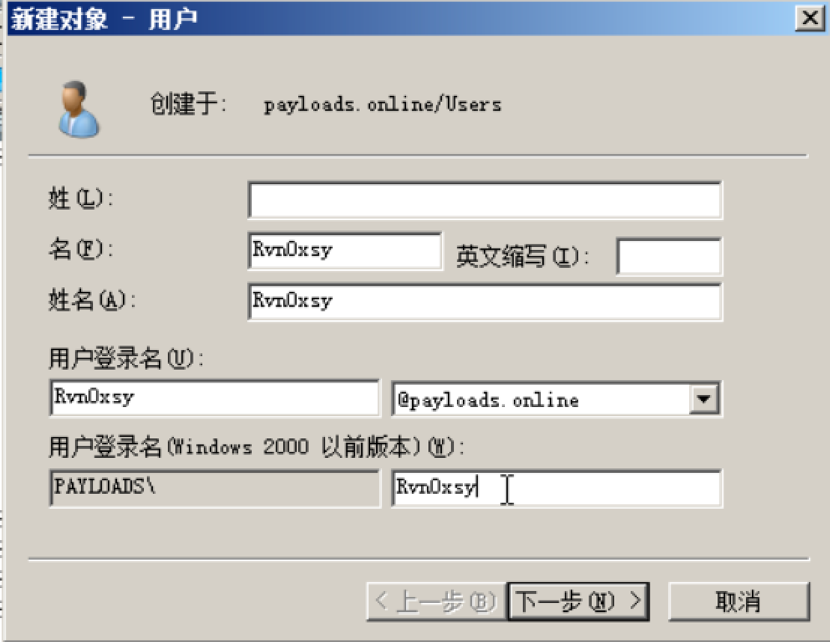 新建对象 - 用户
创建于: payloads.online/Users
姓(L):
名(F): Rvn0xsy 英文缩写(I):
姓名(A): Rvn0xsy
用户登录名(U):
Rvn0xsy @payloads.online
用户登录名(Windows 2000 以前版本)(W):
PAYLOADS\ Rvn0xsy
< 上一步(B) 下一步(N) > 取消